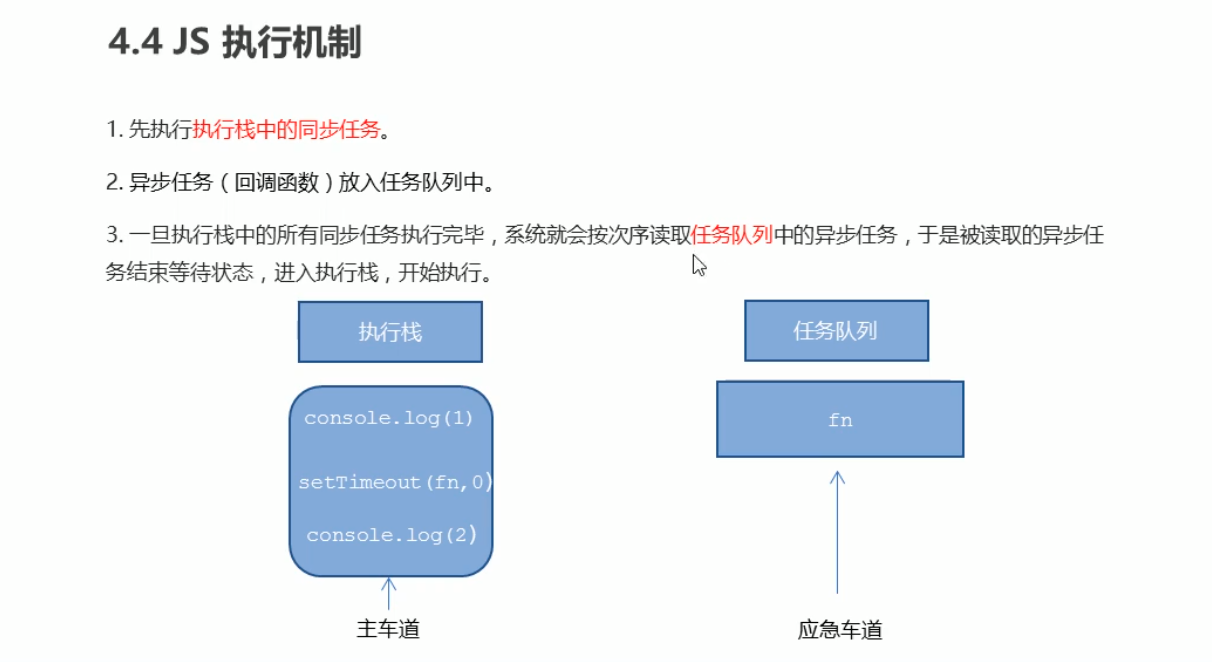 4.4 JS 执行机制
1. 先执行执行栈中的同步任务。
2. 异步任务（回调函数）放入任务队列中。
3. 一旦执行栈中的所有同步任务执行完毕，系统就会按次序读取任务队列中的异步任务，于是被读取的异步任
务结束等待状态，进入执行栈，开始执行。
执行栈
任务队列
console.log(1)
fn
setTimeout(fn,0)
console.log(2)
主车道
应急车道